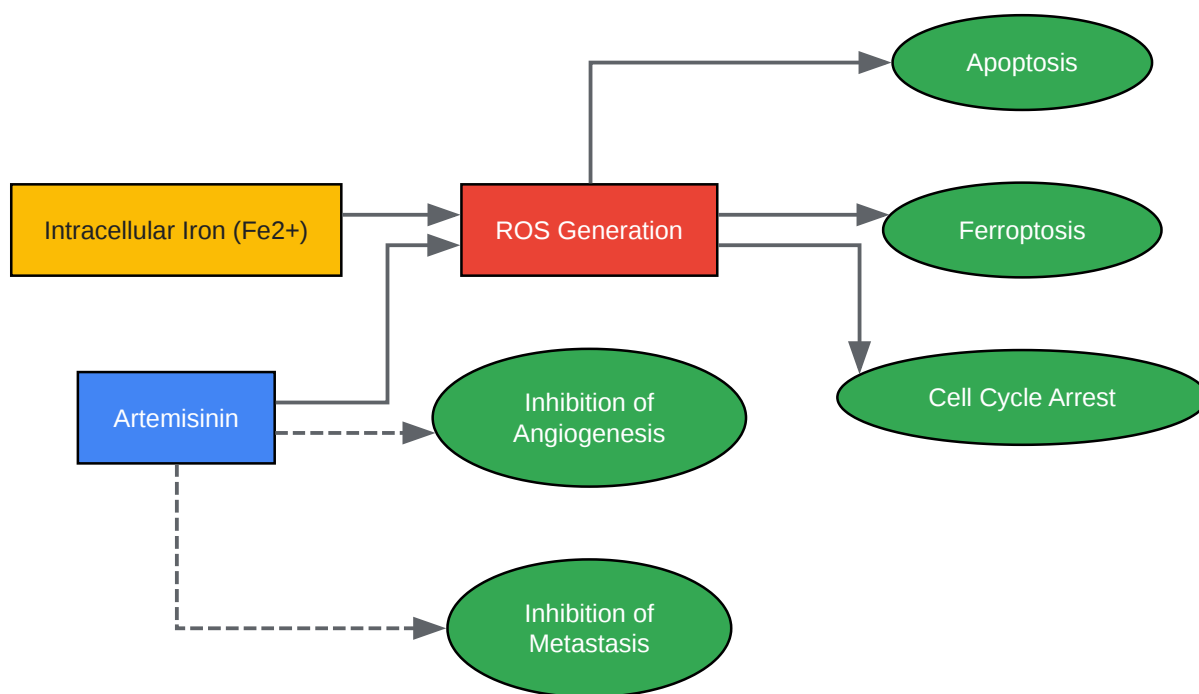 Apoptosis
Intracellular Iron (Fe2+)
ROS Generation
Ferroptosis
Artemisinin
Inhibition of
Angiogenesis
Cell Cycle Arrest
Inhibition of
Metastasis